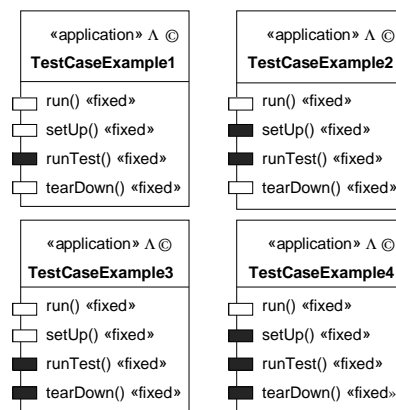 «application» Λ ©
TestCaseExample1
run() «fixed»
setUp() «fixed»
runTest() «fixed»
tearDown() «fixed»
«application» Λ ©
TestCaseExample2
run() «fixed»
setUp() «fixed»
runTest() «fixed»
tearDown() «fixed»
«application» Λ ©
TestCaseExample3
run() «fixed»
setUp() «fixed»
runTest() «fixed»
tearDown() «fixed»
«application» Λ ©
TestCaseExample4
run() «fixed»
setUp() «fixed»
runTest() «fixed»
tearDown() «fixed»